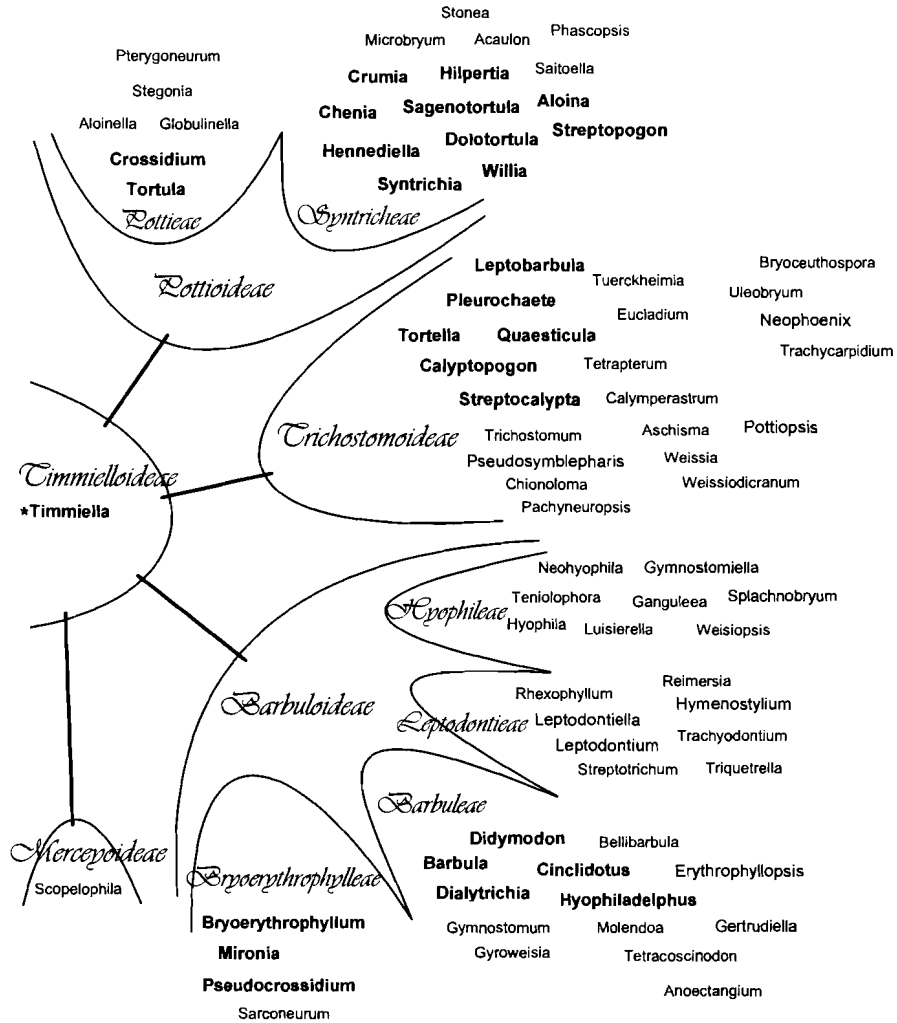 Stonea
Microbryum Acaulon Phascopsis
Pterygoneurum
Crumia Hilpertia Saitoella
Stegonia
Chenia Sagenotortula Aloina
Aloinella Globulinella
Hennediella Dolotortula Streptopogon
Crossidium
Syntrichia Willia
Tortula
Pottieae
Syntricheae
Pottioideae
Leptobarbula Tuerckheimia Bryoceuthospora
Pleurochaete Uleobryum
Eucladium Neophoenix
Tortella Quaesticula
Calyptopogon Tetrapterum Trachycarpidium
Streptocalypta Calymperastrum
Trichostomoideae
Trichostomum Aschisma Pottiopsis
Pseudosymblepharis Weissia
Chionoloma Weissiodicranum
Pachyneuropsis
Timmielloideae
*Timmiella
Neohyophila Gymnostomiella
Hyophileae
Teniolophora Ganguleea Splachnobryum
Hyophila Luisierella Weisiopsis
Barbuloideae
Leptodontieae
Rhexophyllum Reimersia
Leptodontiella Hymenostylium
Leptodontium Trachyodontium
Streptotrichum Triquetrella
Barbuleae
Didymodon Bellibarbula
Barbula Cinclidotus Erythrophyllopsis
Dialytrichia Hyophiladelphus
Gymnostomum Molendoa Gertrudiella
Gyroweisia Tetracoscinodon
Anoectangium
Merceyoideae
Scopelophila
Bryoerythrophylleae
Bryoerythrophyllum
Mironia
Pseudocrossidium
Sarconeurum